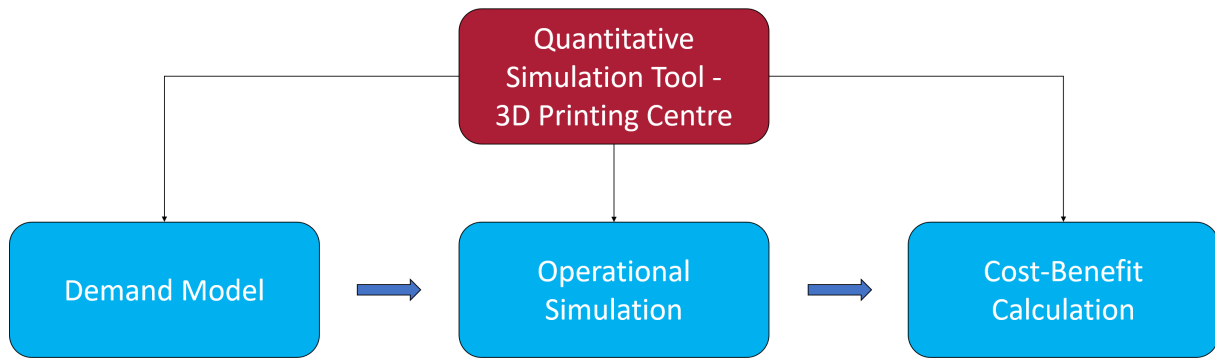 Quantitative
Simulation Tool -
3D Printing Centre
Demand Model
Operational
Simulation
Cost-Benefit
Calculation